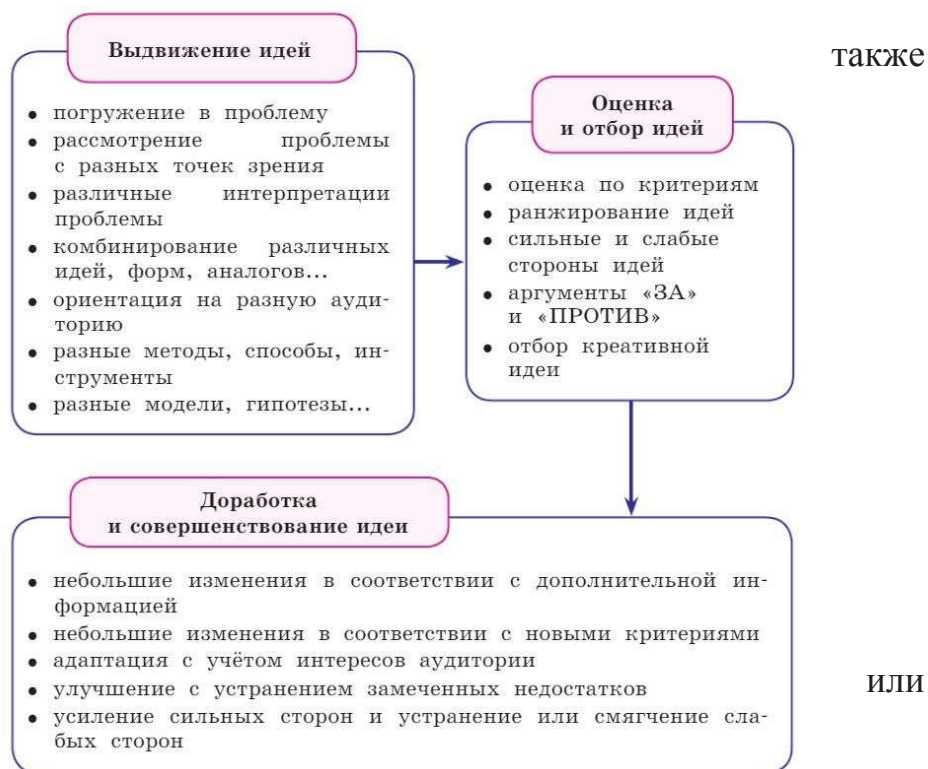 Выдвижение идей
также
• погружение в проблему
• рассмотрение проблемы
с разных точек зрения
• различные интерпретации
проблемы
• комбинирование различных
идей, форм, аналогов...
• ориентация на разную ауди-
торию
• разные методы, способы, ин-
струменты
• разные модели, гипотезы...
Оценка
и отбор идей
• оценка по критериям
• ранжирование идей
• сильные и слабые
стороны идей
• аргументы «ЗА»
и «ПРОТИВ»
• отбор креативной
идеи
Доработка
и совершенствование идеи
• небольшие изменения в соответствии с дополнительной ин-
формацией
• небольшие изменения в соответствии с новыми критериями
• адаптация с учётом интересов аудитории
• улучшение с устранением замеченных недостатков
или
• усиление сильных сторон и устранение или смягчение сла-
бых сторон